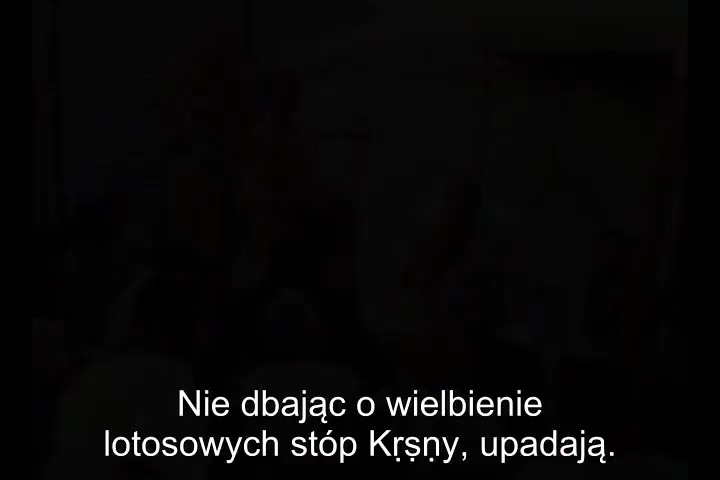 Nie dbając o wielbienie
lotosowych stóp Kṛṣṇy, upadają.